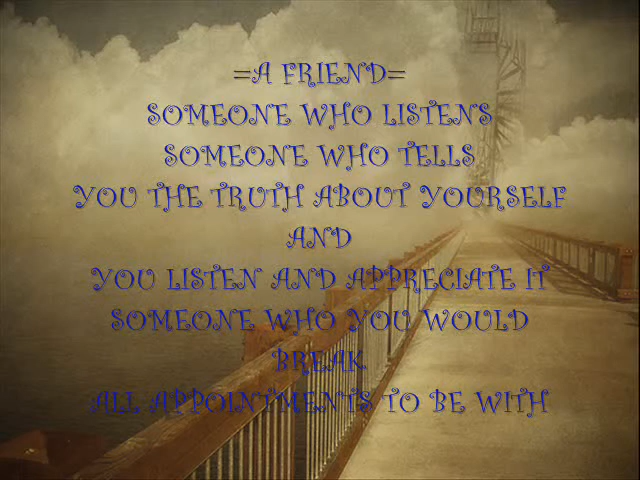 =A FRIEND=
SOMEONE WHO LISTENS
SOMEONE WHO TELLS
YOU THE TRUTH ABOUT YOURSELF
AND
YOU LISTEN AND APPRECIATE IT
SOMEONE WHO YOU WOULD
BREAK
ALL APPOINTMENTS TO BE WITH